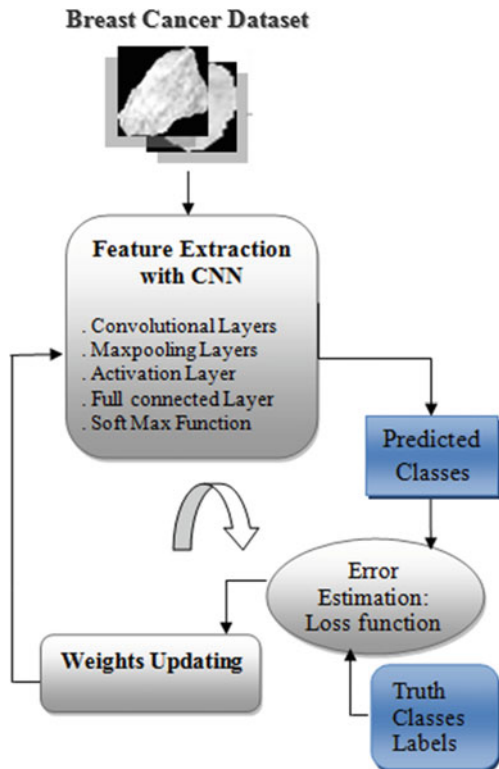 Breast Cancer Dataset
Feature Extraction
with CNN
. Convolutional Layers
. Maxpooling Layers
. Activation Layer
. Full connected Layer
. Soft Max Function
Predicted
Classes
Error
Estimation:
Loss function
Weights Updating
Truth
Classes
Labels